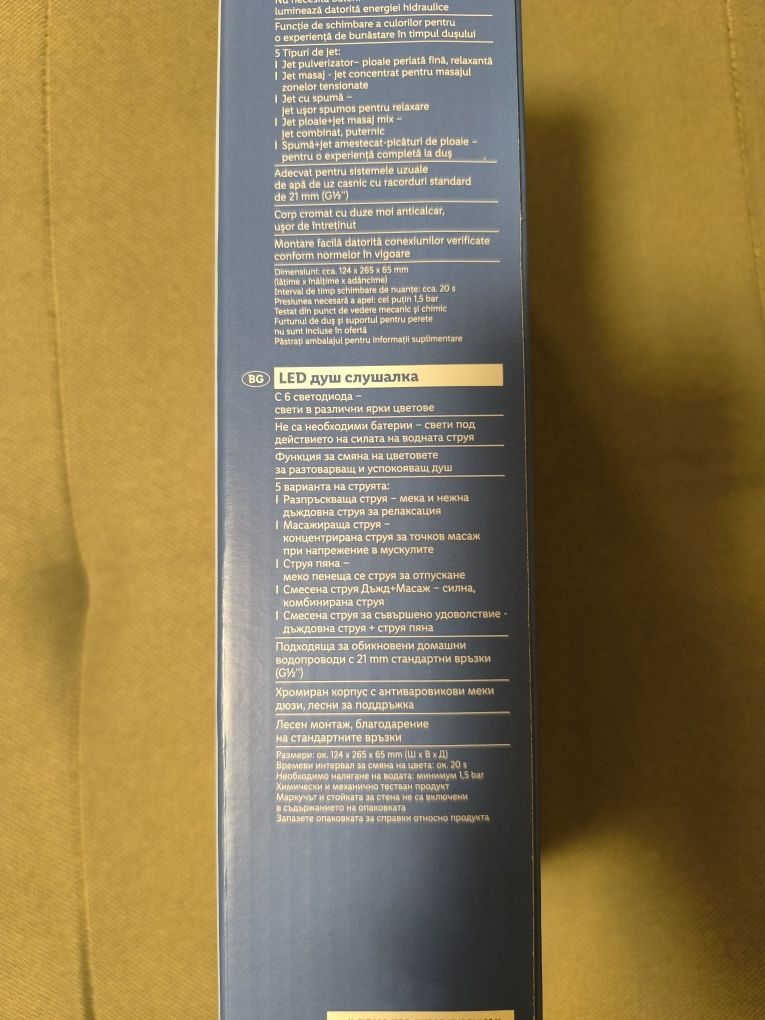 luminează datorită energiei hidraulice
Funcție de schimbare a culorilor pentru
o experiență de bunăstare în timpul dușului
5 Tipuri de jet:
I Jet pulverizator– ploaie perlată fină, relaxantă
I Jet masaj - jet concentrat pentru masajul
zonelor tensionate
I Jet cu spumă –
jet ușor spumos pentru relaxare
I Jet ploaie+jet masaj mix –
jet combinat, puternic
I Spumă+jet amestecat-picături de ploaie –
pentru o experiență completă la duș
Adecvat pentru sistemele uzuale
de apă de uz casnic cu racorduri standard
de 21 mm (G½")
Corp cromat cu duze moi anticalcar,
ușor de întreținut
Montare facilă datorită conexiunilor verificate
conform normelor în vigoare
Dimensiuni: cca. 124 x 265 x 65 mm
(lățime x înălțime x adâncime)
Interval de timp schimbare de nuanțe: cca. 20 s
Presiunea necesară a apei: cel puțin 1,5 bar
Testat din punct de vedere mecanic și chimic
Furtunul de duș și suportul pentru perete
nu sunt incluse în ofertă
Păstrați ambalajul pentru informații suplimentare
BG LED душ слушалка
С 6 светодиода –
свети в различни ярки цветове
Не са необходими батерии – свети под
действието на силата на водната струя
Функция за смяна на цветовете
за разтоварващ и успокояващ душ
5 варианта на струята:
I Разпръскваща струя – мека и нежна
дъждовна струя за релаксация
I Масажираща струя –
концентрирана струя за точков масаж
при напрежение в мускулите
I Струя пяна –
меко пенеща се струя за отпускане
I Смесена струя Дъжд+Масаж – силна,
комбинирана струя
I Смесена струя за съвършено удоволствие -
дъждовна струя + струя пяна
Подходяща за обикновени домашни
водопроводи с 21 mm стандартни връзки
(G½")
Хромиран корпус с антиваровикови меки
дюзи, лесни за поддръжка
Лесен монтаж, благодарение
на стандартните връзки
Размери: ок. 124 x 265 x 65 mm (Ш x В x Д)
Времеви интервал за смяна на цвета: ок. 20 s
Необходимо налягане на водата: минимум 1,5 bar
Химически и механично тестван продукт
Маркучът и стойката за стена не са включени
в съдържанието на опаковката
Запазете опаковката за справки относно продукта